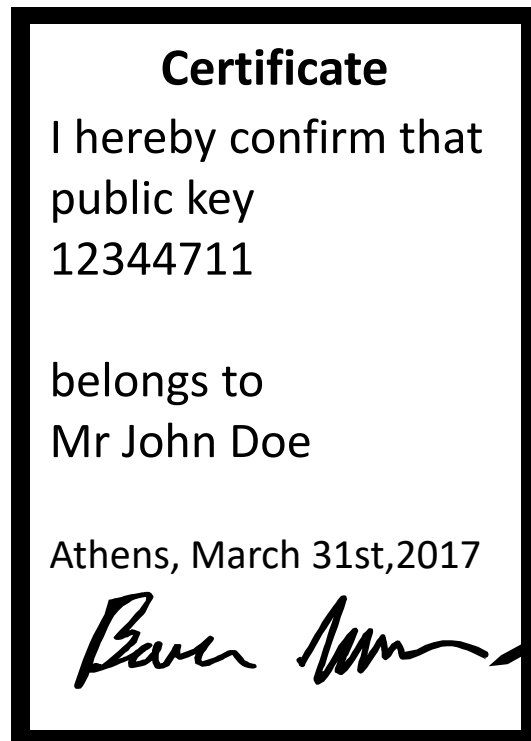 Certificate
I hereby confirm that
public key
12344711
belongs to
Mr John Doe
Athens, March 31st,2017